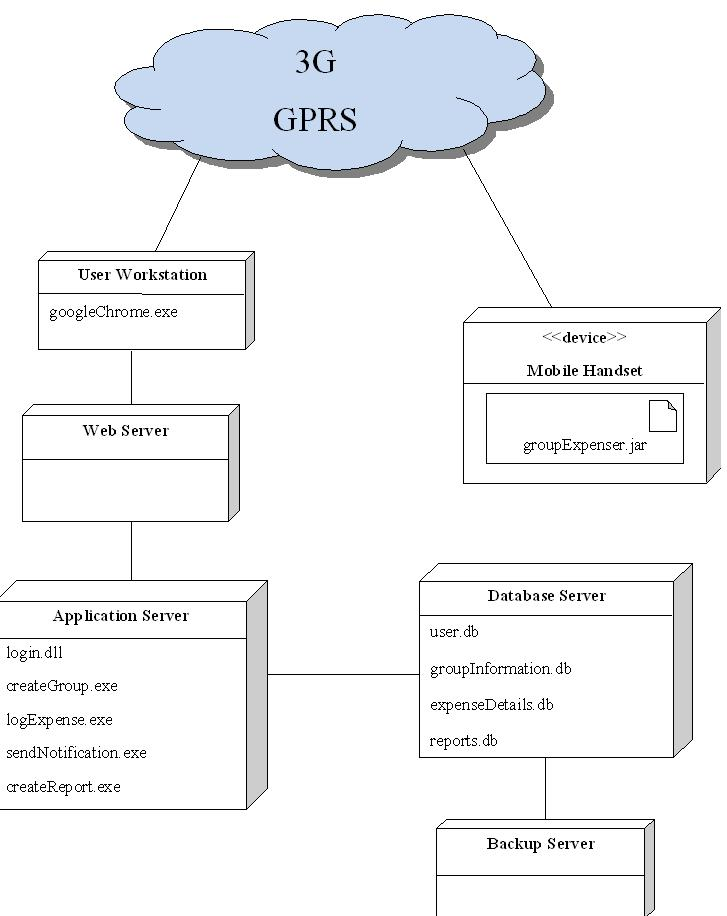 3G
GPRS
User Workstation
googleChrome.exe
<<device>>
Mobile Handset
groupExpenser.jar
Web Server
Application Server
login.dll
createGroup.exe
logExpense.exe
sendNotification.exe
createReport.exe
Database Server
user.db
groupInformation.db
expenseDetails.db
reports.db
Backup Server